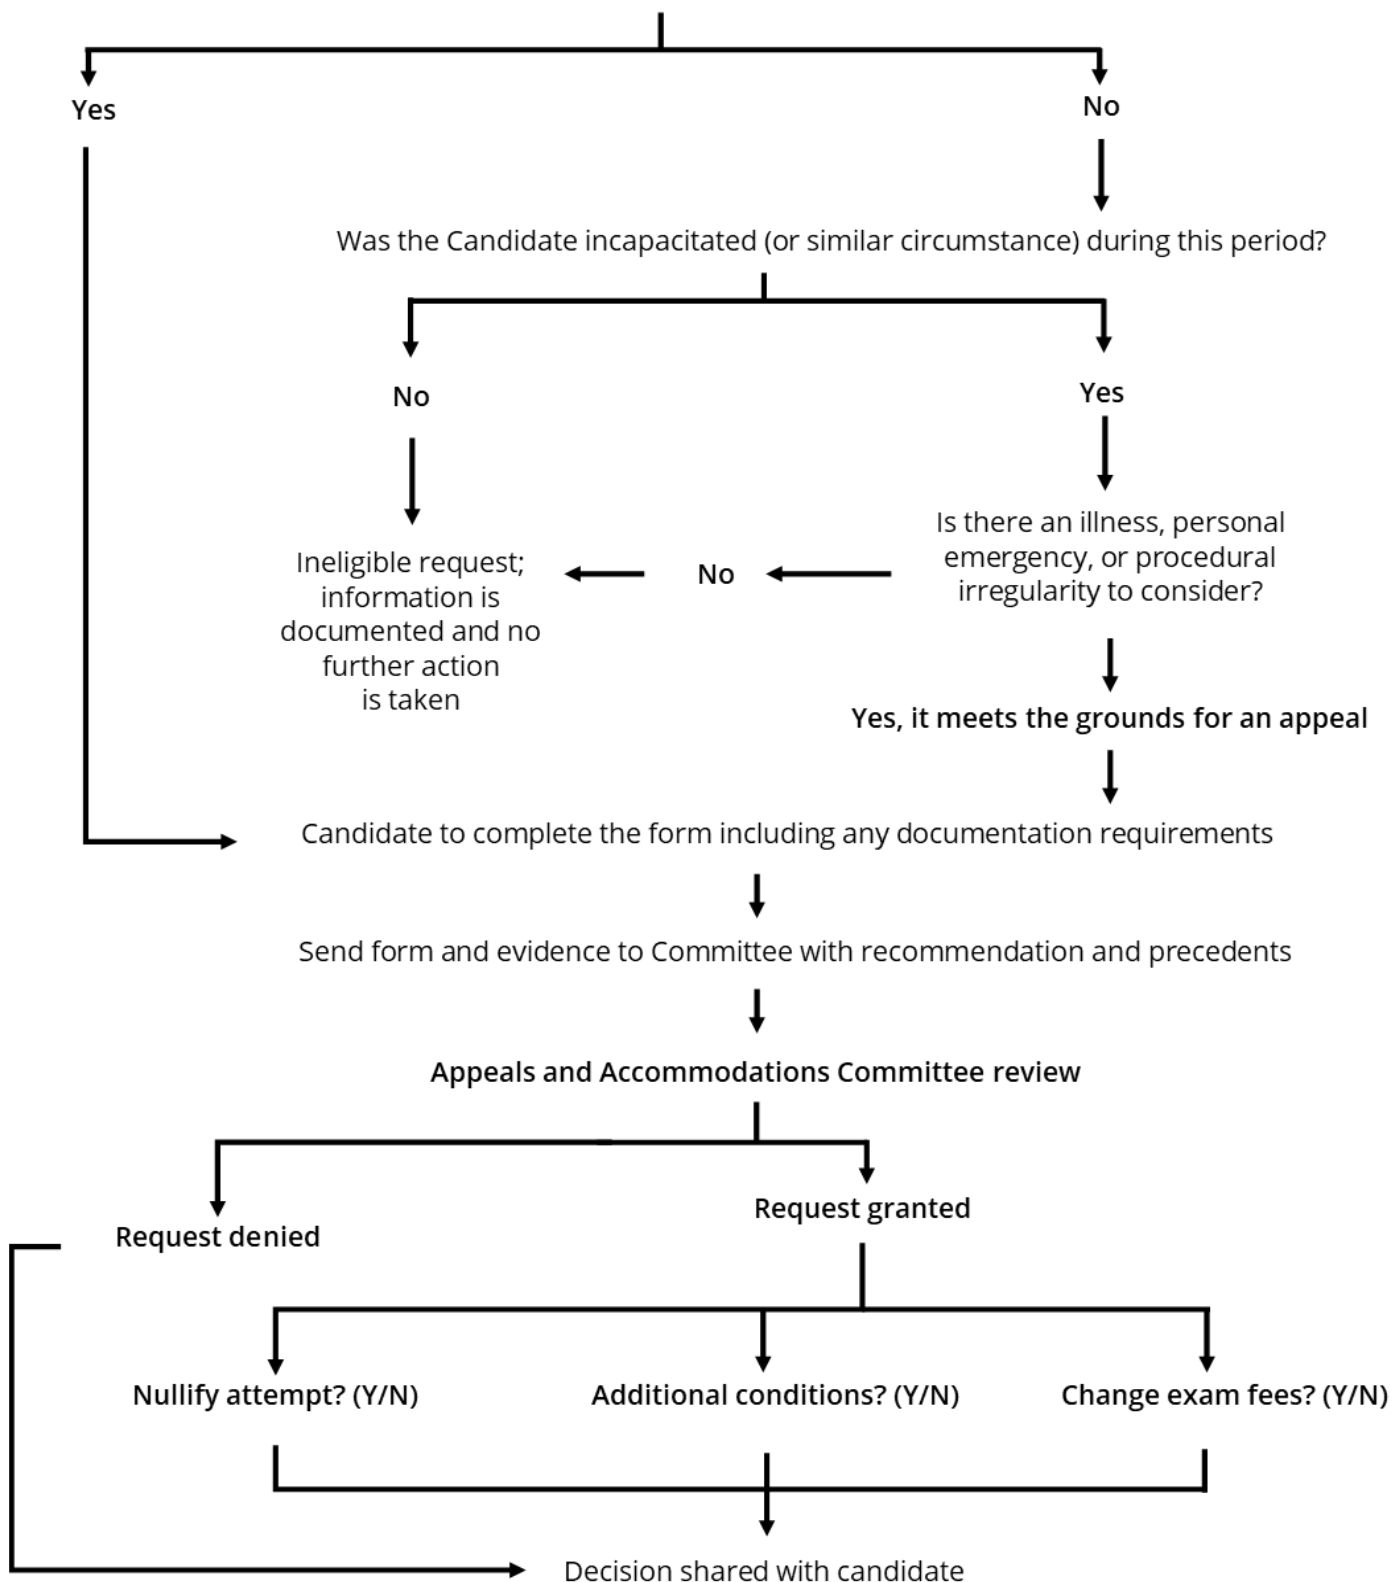 Yes
No
Was the Candidate incapacitated (or similar circumstance) during this period?
No
Yes
Is there an illness, personal
emergency, or procedural
irregularity to consider?
No
Ineligible request;
information is
documented and no
further action
is taken
Yes, it meets the grounds for an appeal
Candidate to complete the form including any documentation requirements
Send form and evidence to Committee with recommendation and precedents
Appeals and Accommodations Committee review
Request denied
Request granted
Nullify attempt? (Y/N)
Additional conditions? (Y/N)
Change exam fees? (Y/N)
Decision shared with candidate